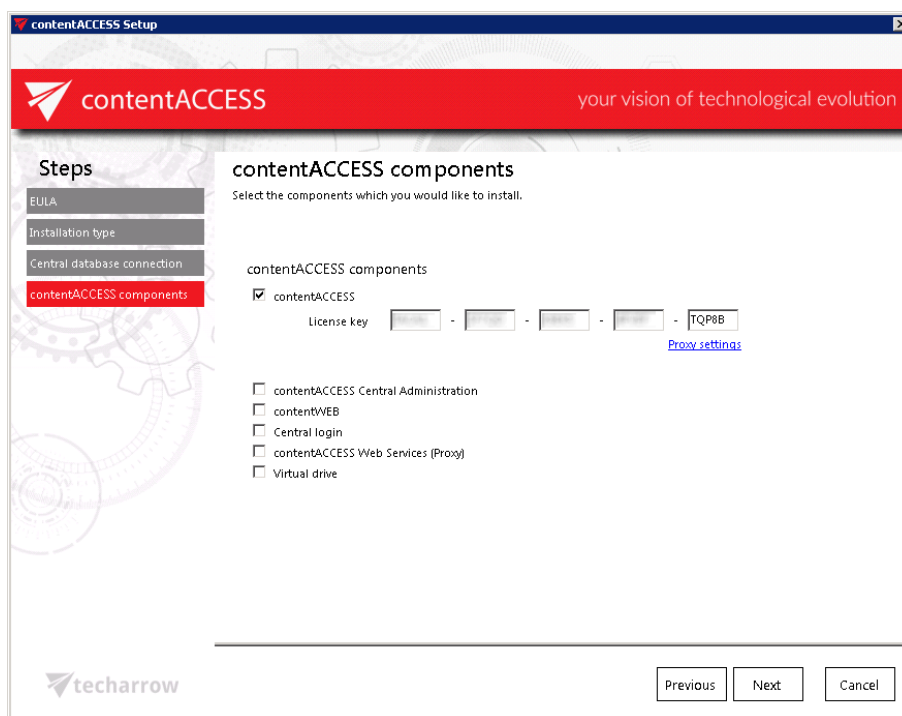 contentACCESS Setup
contentACCESS
your vision of technological evolution
Steps
EULA
Installation type
Central database connection
contentACCESS components
contentACCESS components
Select the components which you would like to install.
contentACCESS components
contentACCESS
License key - - - - TQP8B
Proxy settings
contentACCESS Central Administration
contentWEB
Central login
contentACCESS Web Services (Proxy)
Virtual drive
techarrow
Previous Next Cancel